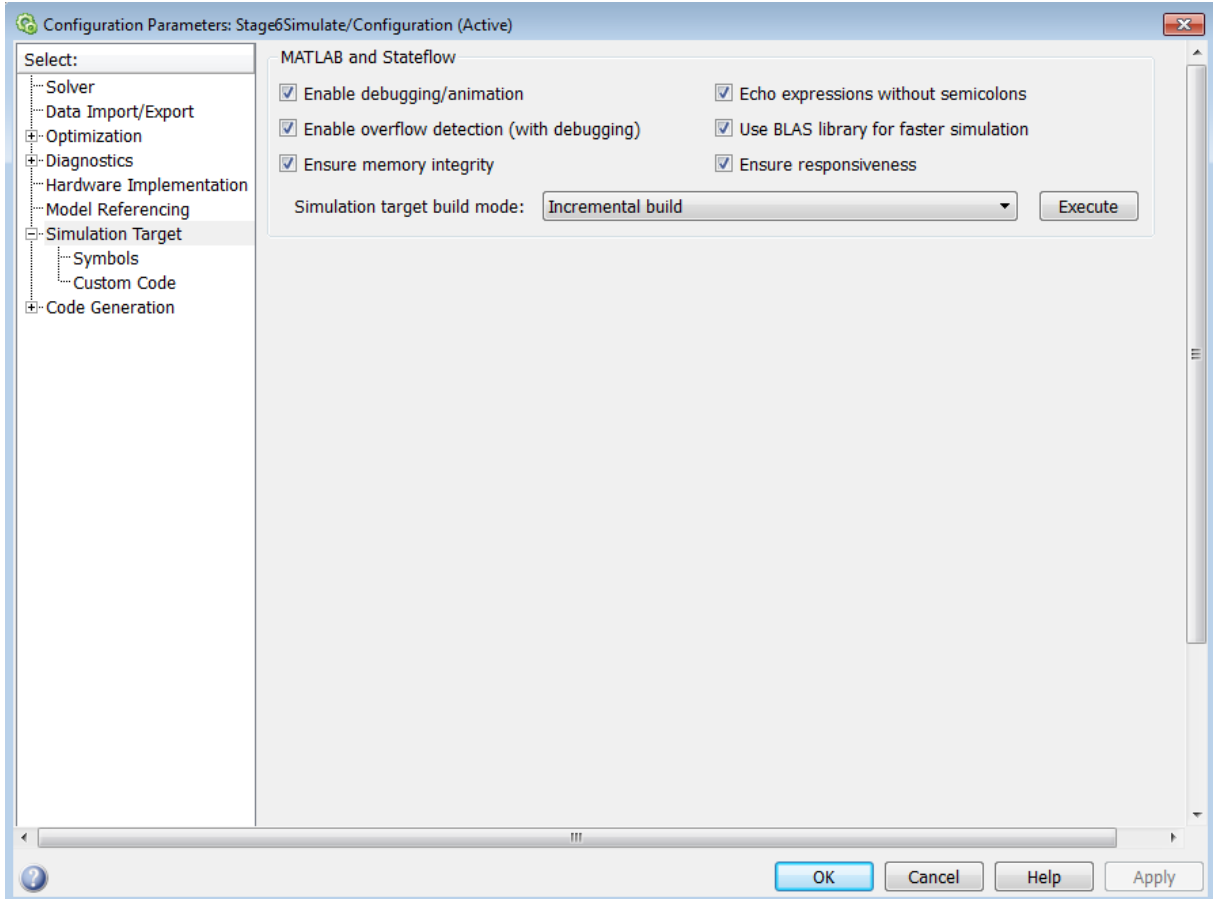 Configuration Parameters: Stage6Simulate/Configuration (Active)
Select:
Solver
Data Import/Export
Optimization
Diagnostics
Hardware Implementation
Model Referencing
Simulation Target
Symbols
Custom Code
Code Generation
MATLAB and Stateflow
Enable debugging/animation
Echo expressions without semicolons
Enable overflow detection (with debugging)
Use BLAS library for faster simulation
Ensure memory integrity
Ensure responsiveness
Simulation target build mode: Incremental build Execute
OK Cancel Help Apply